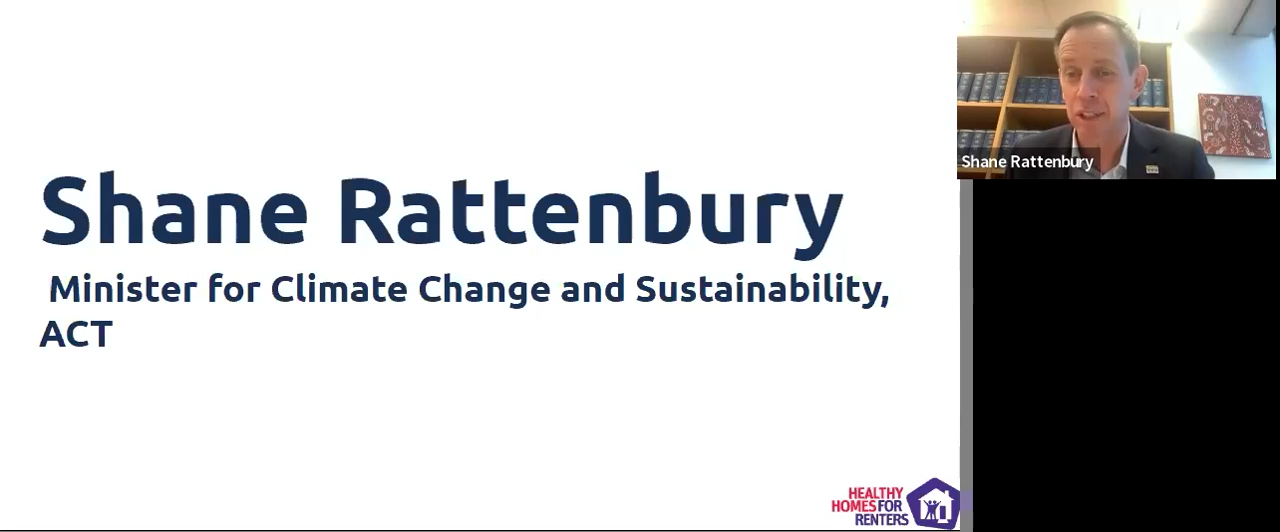 Shane Rattenbury
Minister for Climate Change and Sustainability,
ACT
Shane Rattenbury
HEALTHY
HOMES FOR
RENTERS